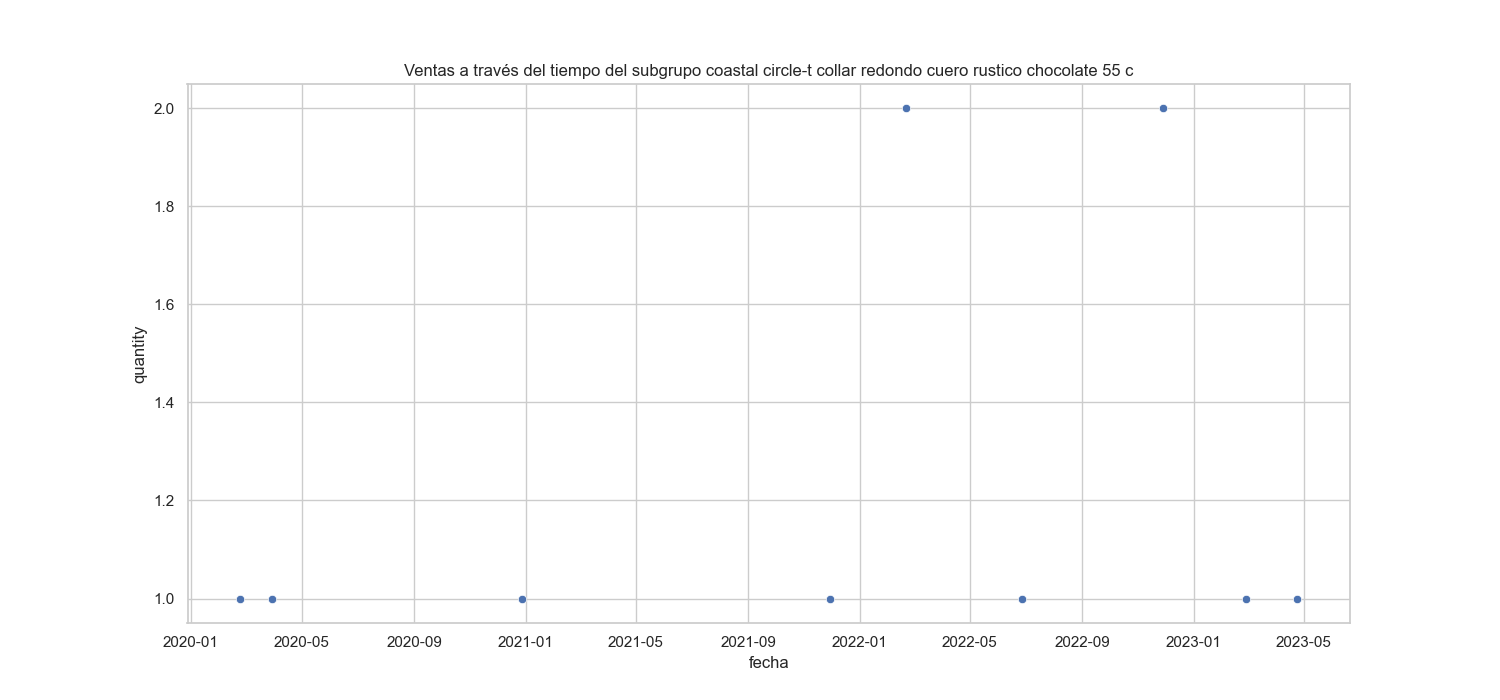 Ventas a través del tiempo del subgrupo coastal circle-t collar redondo cuero rustico chocolate 55 c
2.0
1.8
1.6
1.4
1.2
1.0
quantity
2020-01 2020-05 2020-09 2021-01 2021-05 2021-09 2022-01 2022-05 2022-09 2023-01 2023-05
fecha